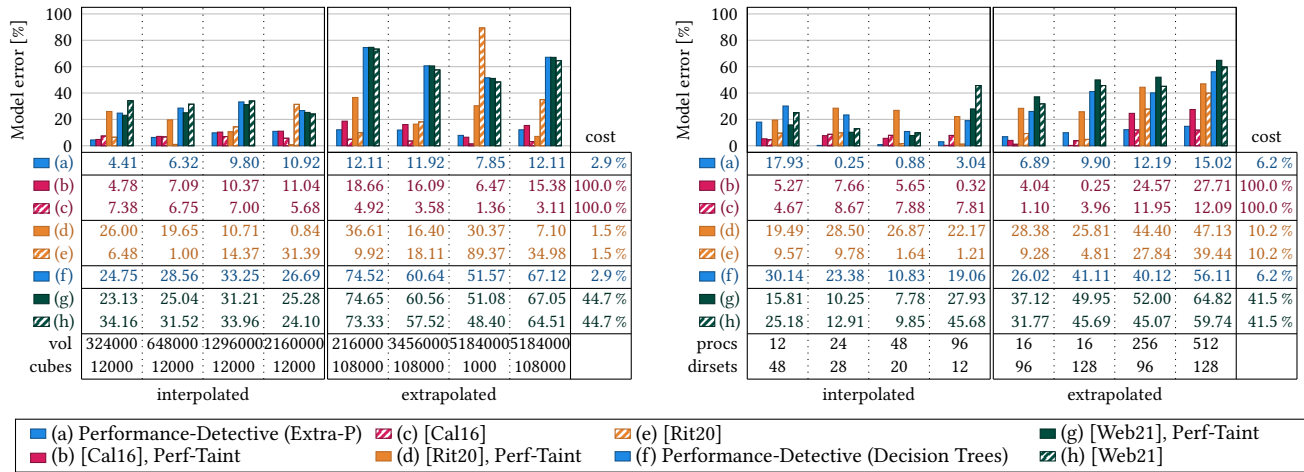 Model error [%]
100
80
60
40
20
0
cost
(a) 4.41 6.32 9.80 10.92 12.11 11.92 7.85 12.11 2.9 %
(b) 4.78 7.09 10.37 11.04 18.66 16.09 6.47 15.38 100.0 %
(c) 7.38 6.75 7.00 5.68 4.92 3.58 1.36 3.11 100.0 %
(d) 26.00 19.65 10.71 0.84 36.61 16.40 30.37 7.10 1.5 %
(e) 6.48 1.00 14.37 31.39 9.92 18.11 89.37 34.98 1.5 %
(f) 24.75 28.56 33.25 26.69 74.52 60.64 51.57 67.12 2.9 %
(g) 23.13 25.04 31.21 25.28 74.65 60.56 51.08 67.05 44.7 %
(h) 34.16 31.52 33.96 24.10 73.33 57.52 48.40 64.51 44.7 %
vol 324000 648000 1296000 2160000 216000 3456000 5184000 5184000
cubes 12000 12000 12000 12000 108000 108000 1000 108000
interpolated extrapolated
Model error [%]
100
80
60
40
20
0
cost
(a) 17.93 0.25 0.88 3.04 6.89 9.90 12.19 15.02 6.2 %
(b) 5.27 7.66 5.65 0.32 4.04 0.25 24.57 27.71 100.0 %
(c) 4.67 8.67 7.88 7.81 1.10 3.96 11.95 12.09 100.0 %
(d) 19.49 28.50 26.87 22.17 28.38 25.81 44.40 47.13 10.2 %
(e) 9.57 9.78 1.64 1.21 9.28 4.81 27.84 39.44 10.2 %
(f) 30.14 23.38 10.83 19.06 26.02 41.11 40.12 56.11 6.2 %
(g) 15.81 10.25 7.78 27.93 37.12 49.95 52.00 64.82 41.5 %
(h) 25.18 12.91 9.85 45.68 31.77 45.69 45.07 59.74 41.5 %
procs 12 24 48 96 16 16 256 512
dirsets 48 28 20 12 96 128 96 128
interpolated extrapolated
(a) Performance-Detective (Extra-P) (c) [Cal16] (e) [Rit20] (g) [Web21], Perf-Taint
(b) [Cal16], Perf-Taint (d) [Rit20], Perf-Taint (f) Performance-Detective (Decision Trees) (h) [Web21]